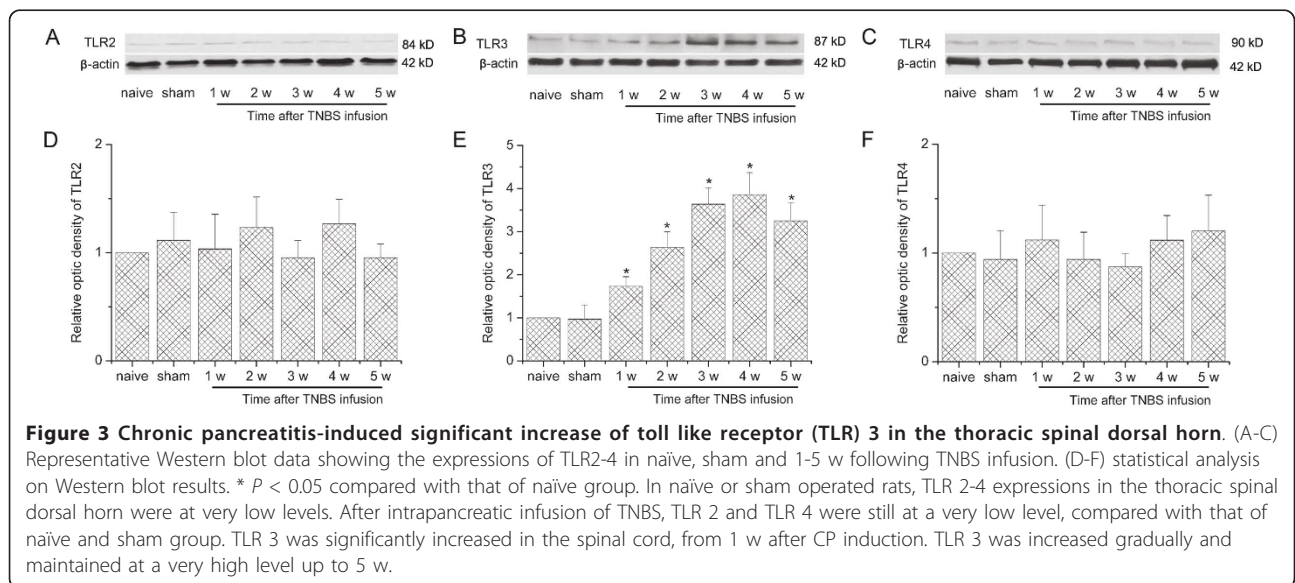 A
TLR2
84 kD
β-actin
42 kD
naive sham 1 w 2 w 3 w 4 w 5 w
Time after TNBS infusion
B
TLR3
87 kD
β-actin
42 kD
naive sham 1 w 2 w 3 w 4 w 5 w
Time after TNBS infusion
C
TLR4
90 kD
β-actin
42 kD
naive sham 1 w 2 w 3 w 4 w 5 w
Time after TNBS infusion
D
Relative optic density of TLR2
2
1
0
naive sham 1 w 2 w 3 w 4 w 5 w
Time after TNBS infusion
E
Relative optic density of TLR3
5
4
3
2
1
0
* * * * *
naive sham 1 w 2 w 3 w 4 w 5 w
Time after TNBS infusion
F
Relative optic density of TLR4
2
1
0
naive sham 1 w 2 w 3 w 4 w 5 w
Time after TNBS infusion
Figure 3 Chronic pancreatitis-induced significant increase of toll like receptor (TLR) 3 in the thoracic spinal dorsal horn. (A-C)
Representative Western blot data showing the expressions of TLR2-4 in naïve, sham and 1-5 w following TNBS infusion. (D-F) statistical analysis
on Western blot results. * P < 0.05 compared with that of naïve group. In naïve or sham operated rats, TLR 2-4 expressions in the thoracic spinal
dorsal horn were at very low levels. After intrapancreatic infusion of TNBS, TLR 2 and TLR 4 were still at a very low level, compared with that of
naïve and sham group. TLR 3 was significantly increased in the spinal cord, from 1 w after CP induction. TLR 3 was increased gradually and
maintained at a very high level up to 5 w.